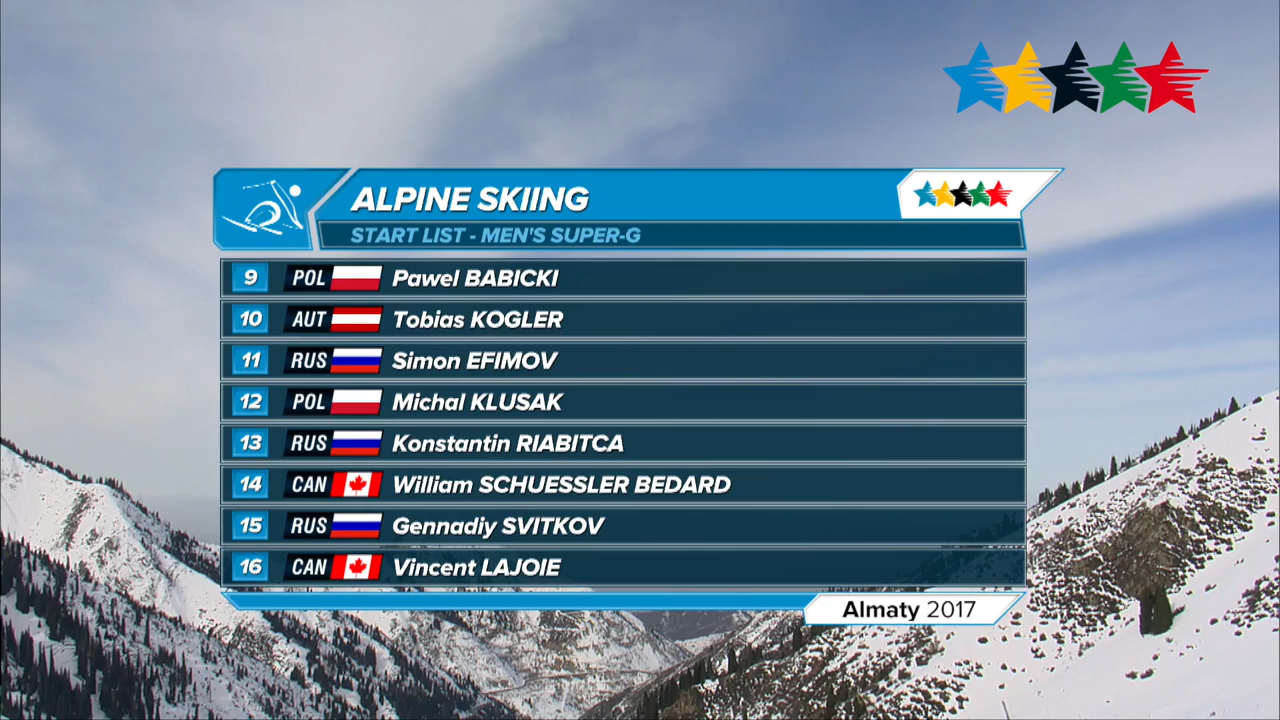 ALPINE SKIING
START LIST - MEN'S SUPER-G
9 POL Pawel BABICKI
10 AUT Tobias KOGLER
11 RUS Simon EFIMOV
12 POL Michal KLUSAK
13 RUS Konstantin RIABITCA
14 CAN William SCHUESSLER BEDARD
15 RUS Gennadiy SVITKOV
16 CAN Vincent LAJOIE
Almaty 2017